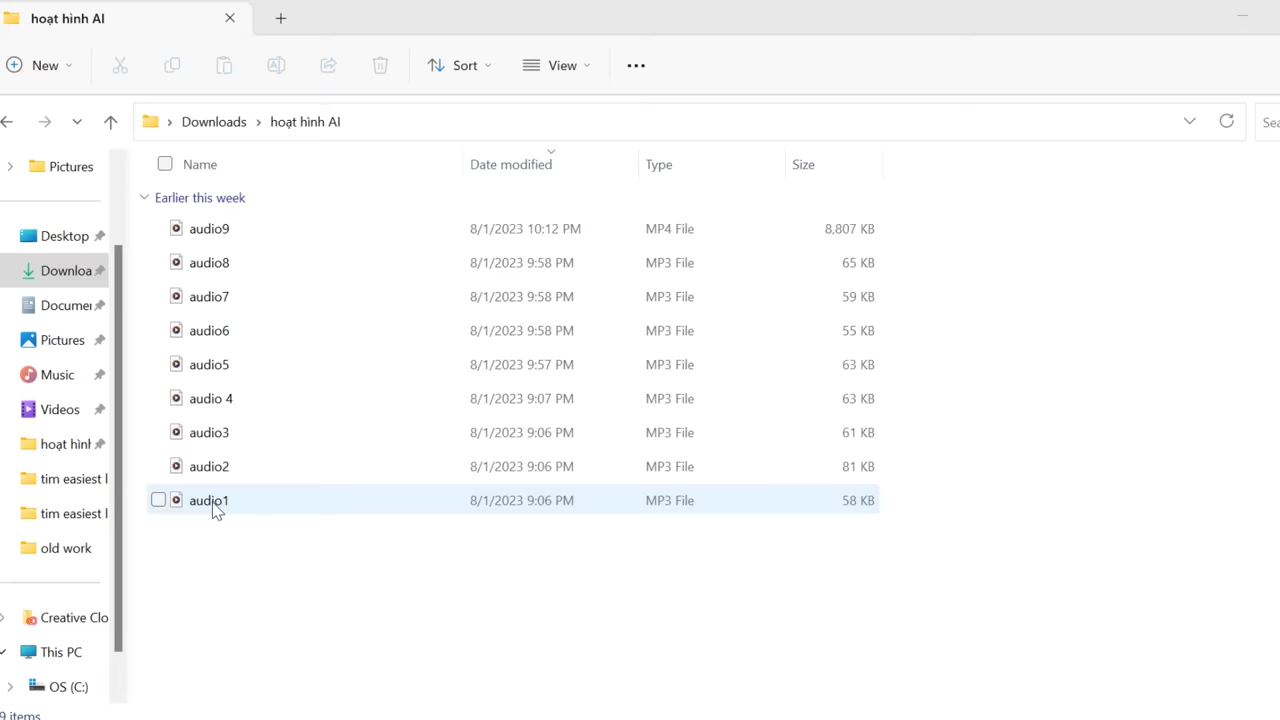 hoạt hình AI
New
Sort
View
Downloads > hoạt hình AI
Pictures
Desktop
Downloa
Documen
Pictures
Music
Videos
hoạt hìnl
tim easiest l
tim easiest l
old work
Creative Clo
This PC
OS (C:)
9 items
Name Date modified Type Size
Earlier this week
audio9 8/1/2023 10:12 PM MP4 File 8,807 KB
audio8 8/1/2023 9:58 PM MP3 File 65 KB
audio7 8/1/2023 9:58 PM MP3 File 59 KB
audio6 8/1/2023 9:58 PM MP3 File 55 KB
audio5 8/1/2023 9:57 PM MP3 File 63 KB
audio 4 8/1/2023 9:07 PM MP3 File 63 KB
audio3 8/1/2023 9:06 PM MP3 File 61 KB
audio2 8/1/2023 9:06 PM MP3 File 81 KB
audio1 8/1/2023 9:06 PM MP3 File 58 KB